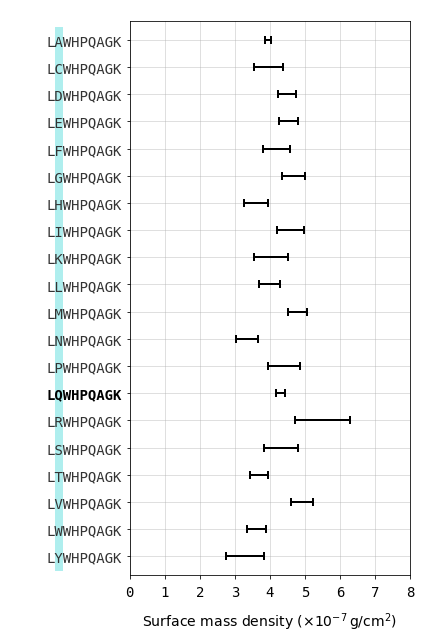 LAWHPQAGK
LCWHPQAGK
LDWHPQAGK
LEWHPQAGK
LFWHPQAGK
LGWHPQAGK
LHWHPQAGK
LIWHPQAGK
LKWHPQAGK
LLWHPQAGK
LMWHPQAGK
LNWHPQAGK
LPWHPQAGK
LQWHPQAGK
LRWHPQAGK
LSWHPQAGK
LTWHPQAGK
LVWHPQAGK
LWWHPQAGK
LYWHPQAGK
0 1 2 3 4 5 6 7 8
Surface mass density (×10⁻⁷ g/cm²)